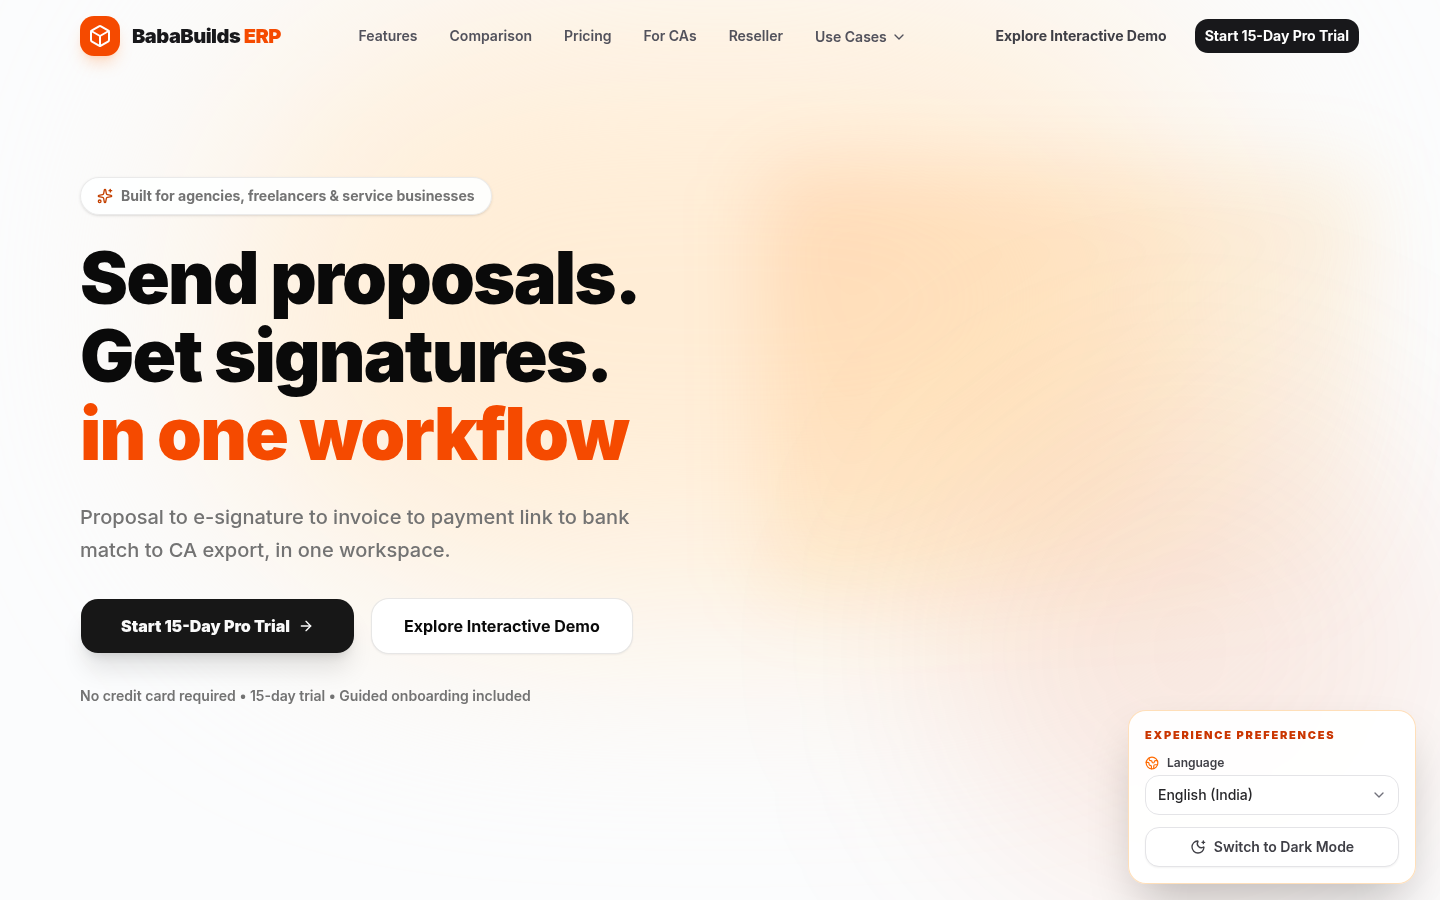 BabaBuilds ERP
Features
Comparison
Pricing
For CAs
Reseller
Use Cases
Explore Interactive Demo
Start 15-Day Pro Trial
Built for agencies, freelancers & service businesses
Send proposals.
Get signatures.
in one workflow
Proposal to e-signature to invoice to payment link to bank
match to CA export, in one workspace.
Start 15-Day Pro Trial
Explore Interactive Demo
No credit card required • 15-day trial • Guided onboarding included
EXPERIENCE PREFERENCES
Language
English (India)
Switch to Dark Mode